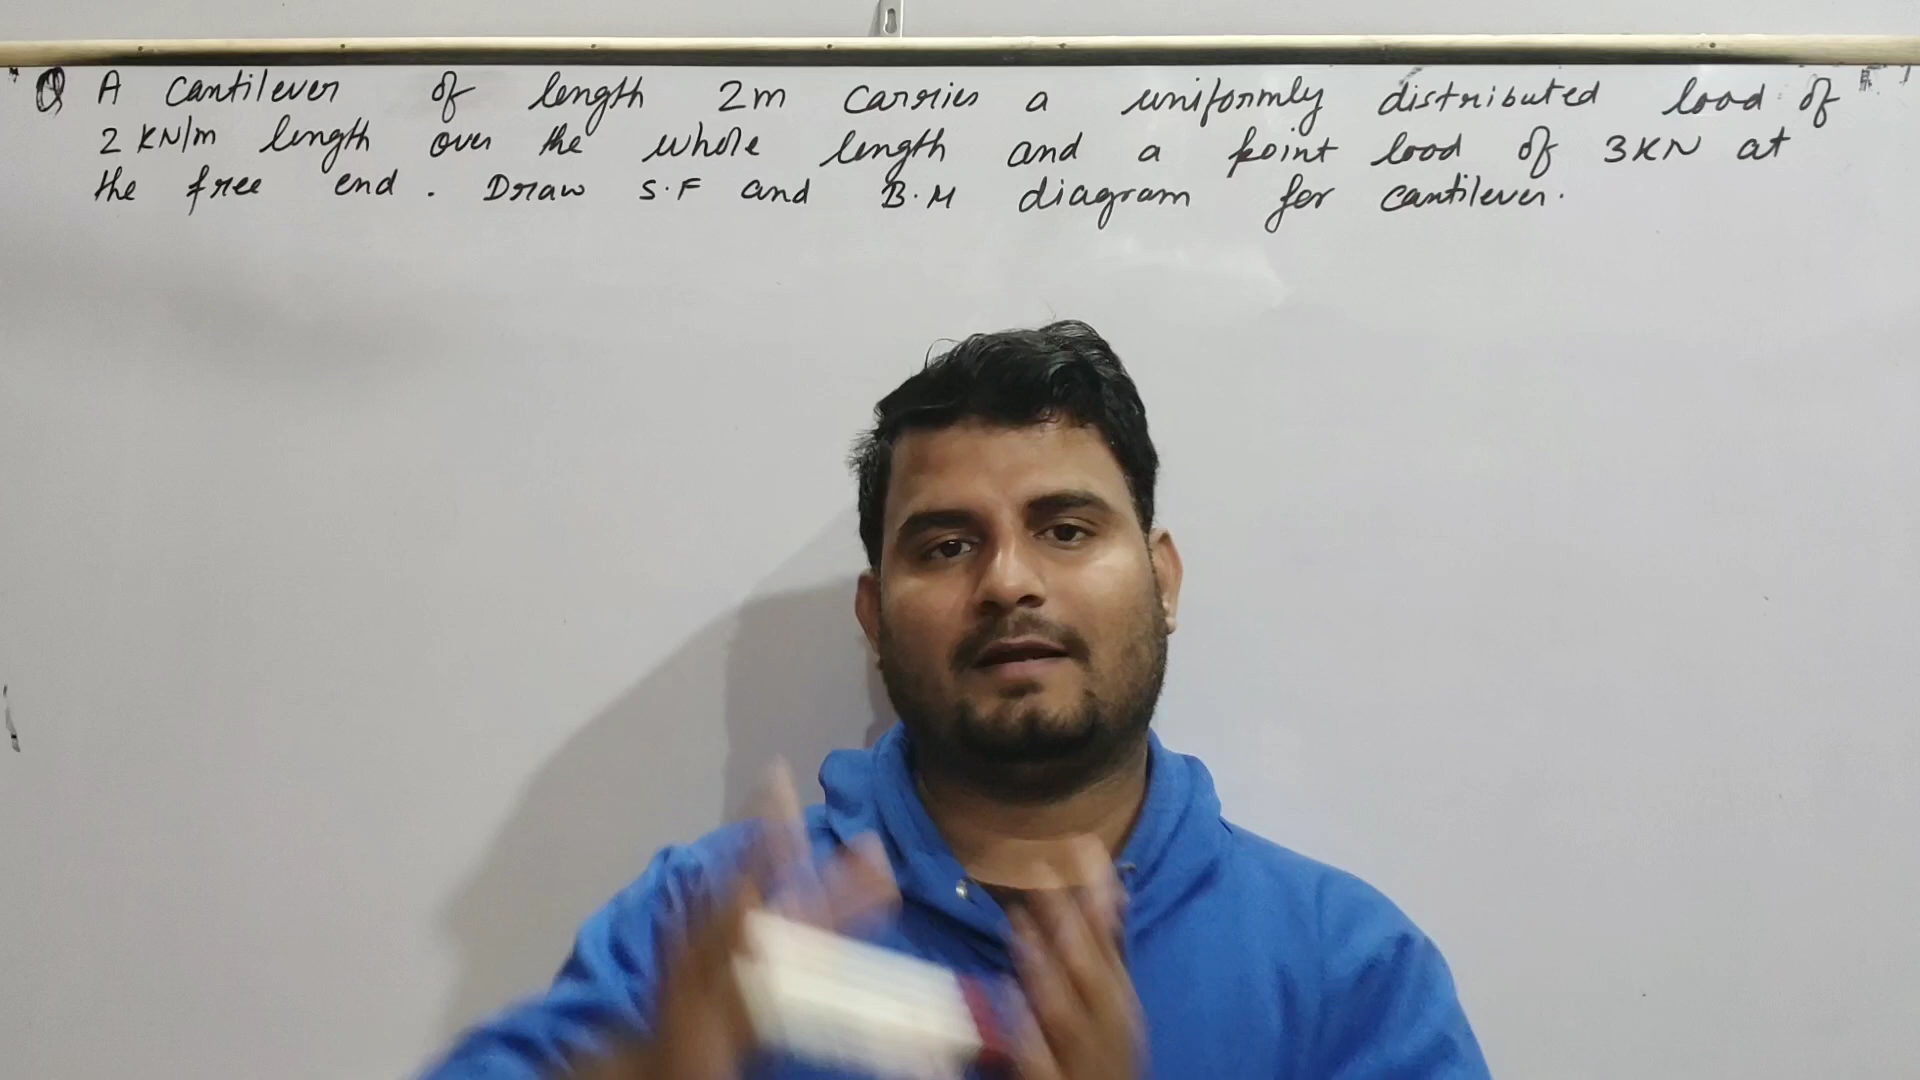 Q A cantilever of length 2m carries a uniformly distributed load of
2 KN/m length over the whole length and a point load of 3KN at
the free end. Draw S.F and B.M diagram for cantilever.